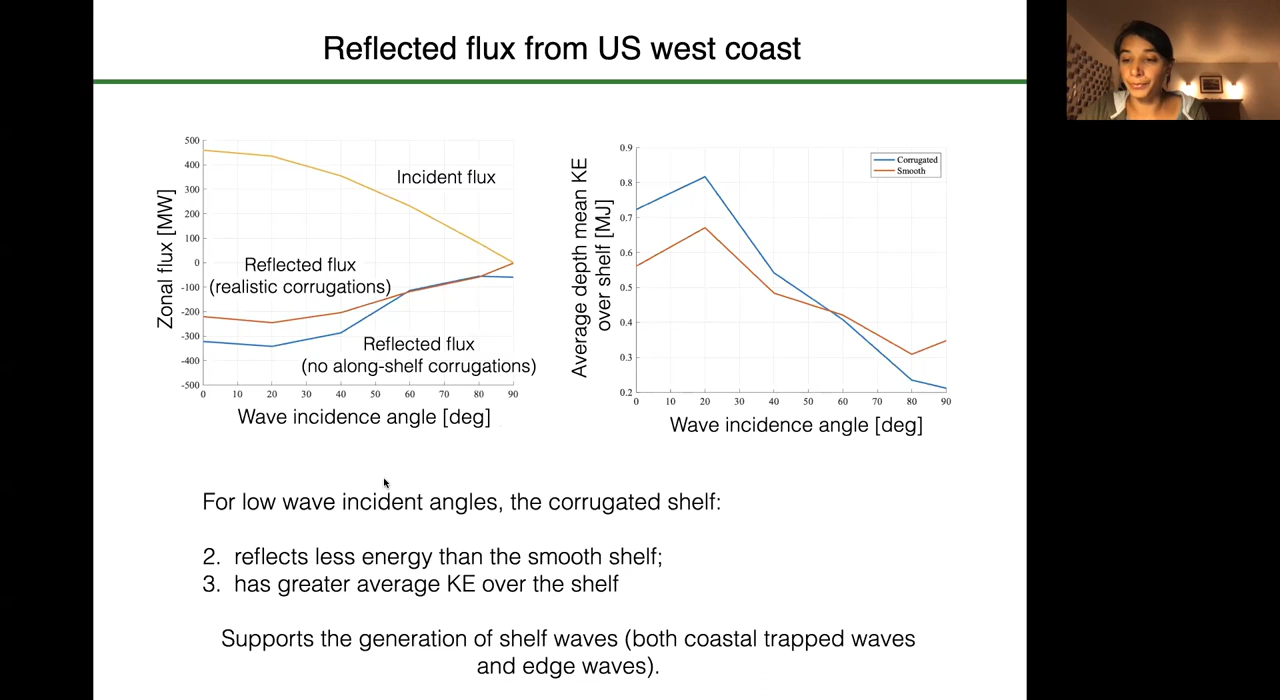 Reflected flux from US west coast
Zonal flux [MW]
500
400
300
200
100
0
-100
-200
-300
-400
-500
Incident flux
Reflected flux
(realistic corrugations)
Reflected flux
(no along-shelf corrugations)
0 10 20 30 40 50 60 70 80 90
Wave incidence angle [deg]
Average depth mean KE
over shelf [MJ]
0.9
0.8
0.7
0.6
0.5
0.4
0.3
0.2
Corrugated
Smooth
0 10 20 30 40 50 60 70 80 90
Wave incidence angle [deg]
For low wave incident angles, the corrugated shelf:
2. reflects less energy than the smooth shelf;
3. has greater average KE over the shelf
Supports the generation of shelf waves (both coastal trapped waves
and edge waves).